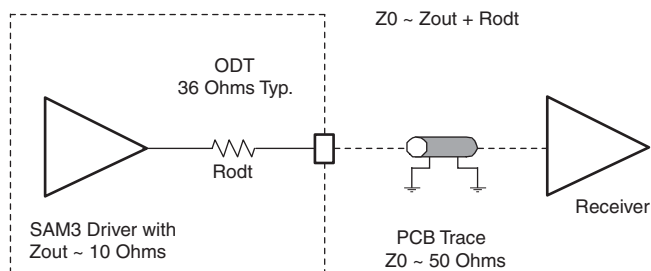 Z0 ~ Zout + Rodt
ODT
36 Ohms Typ.
Rodt
Receiver
SAM3 Driver with
Zout ~ 10 Ohms
PCB Trace
Z0 ~ 50 Ohms